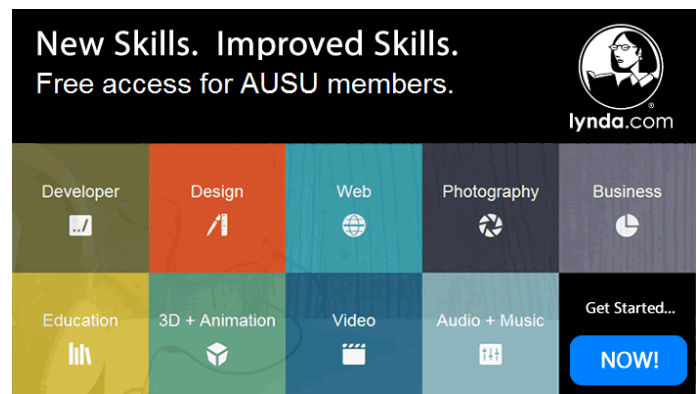 New Skills.  Improved Skills.
Free access for AUSU members.
®
lynda.com
Developer
Design
Web
Photography
Business
../
Education
3D + Animation
Video
Audio + Music
Get Started...
NOW!